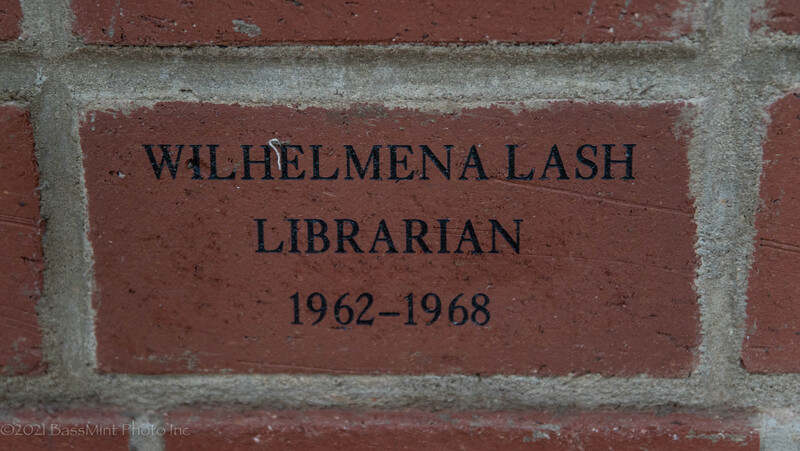 WILHELMENA LASH
LIBRARIAN
1962–1968
©2021 BassMint Photo Inc